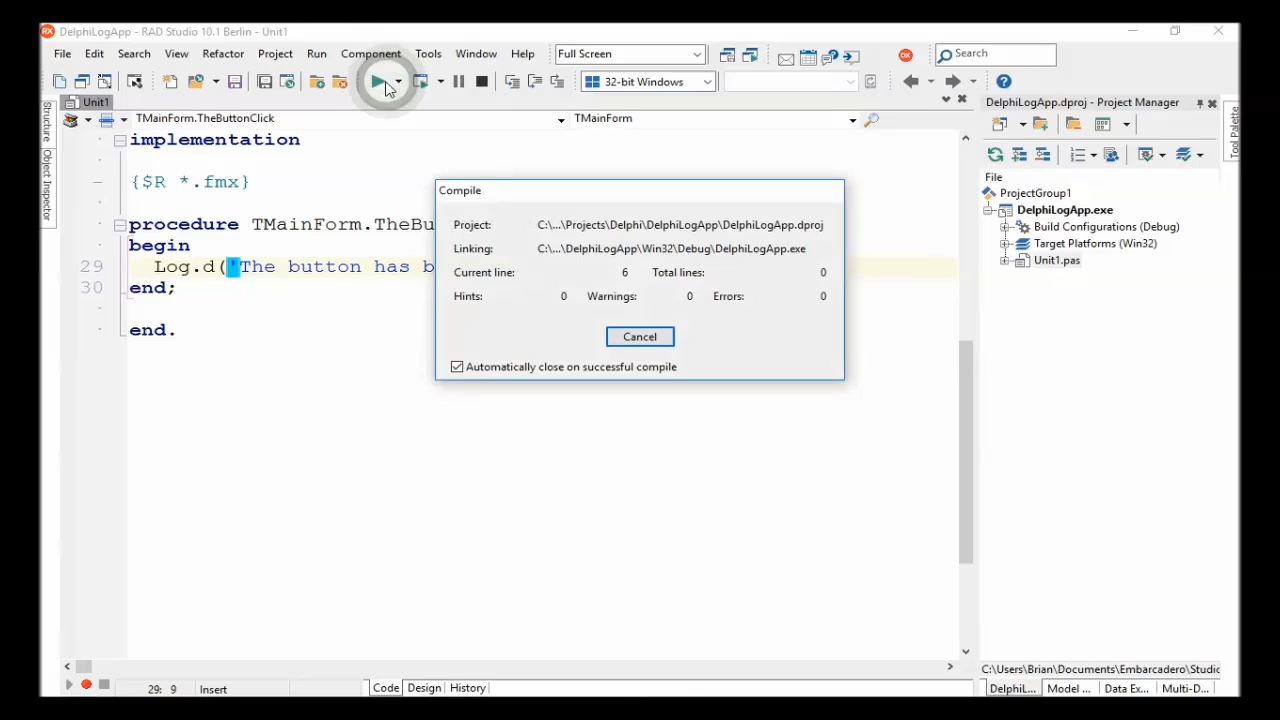 DelphiLogApp - RAD Studio 10.1 Berlin - Unit1
File Edit Search View Refactor Project Run Component Tools Window Help Full Screen Search
32-bit Windows
Unit1
DelphiLogApp.dproj - Project Manager
TMainForm.TheButtonClick TMainForm
Structure
Object Inspector
Tool Palette
implementation
{$R *.fmx}
procedure TMainForm.TheBu
begin
29 Log.d('The button has b
30 end;
end.
Compile
Project: C:\...\Projects\Delphi\DelphiLogApp\DelphiLogApp.dproj
Linking: C:\...\DelphiLogApp\Win32\Debug\DelphiLogApp.exe
Current line: 6 Total lines: 0
Hints: 0 Warnings: 0 Errors: 0
Cancel
Automatically close on successful compile
File
ProjectGroup1
DelphiLogApp.exe
Build Configurations (Debug)
Target Platforms (Win32)
Unit1.pas
C:\Users\Brian\Documents\Embarcadero\Studio
29: 9 Insert Code Design History
DelphiL... Model ... Data Ex... Multi-D...